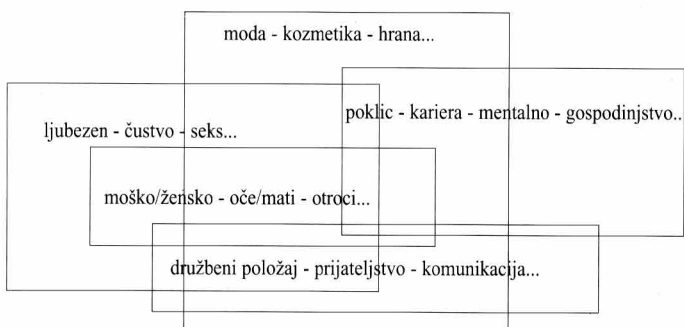 moda - kozmetika - hrana...
poklic - kariera - mentalno - gospodinjstvo...
ljubezen - čustvo - seks...
moško/žensko - oče/mati - otroci...
družbeni položaj - prijateljstvo - komunikacija...